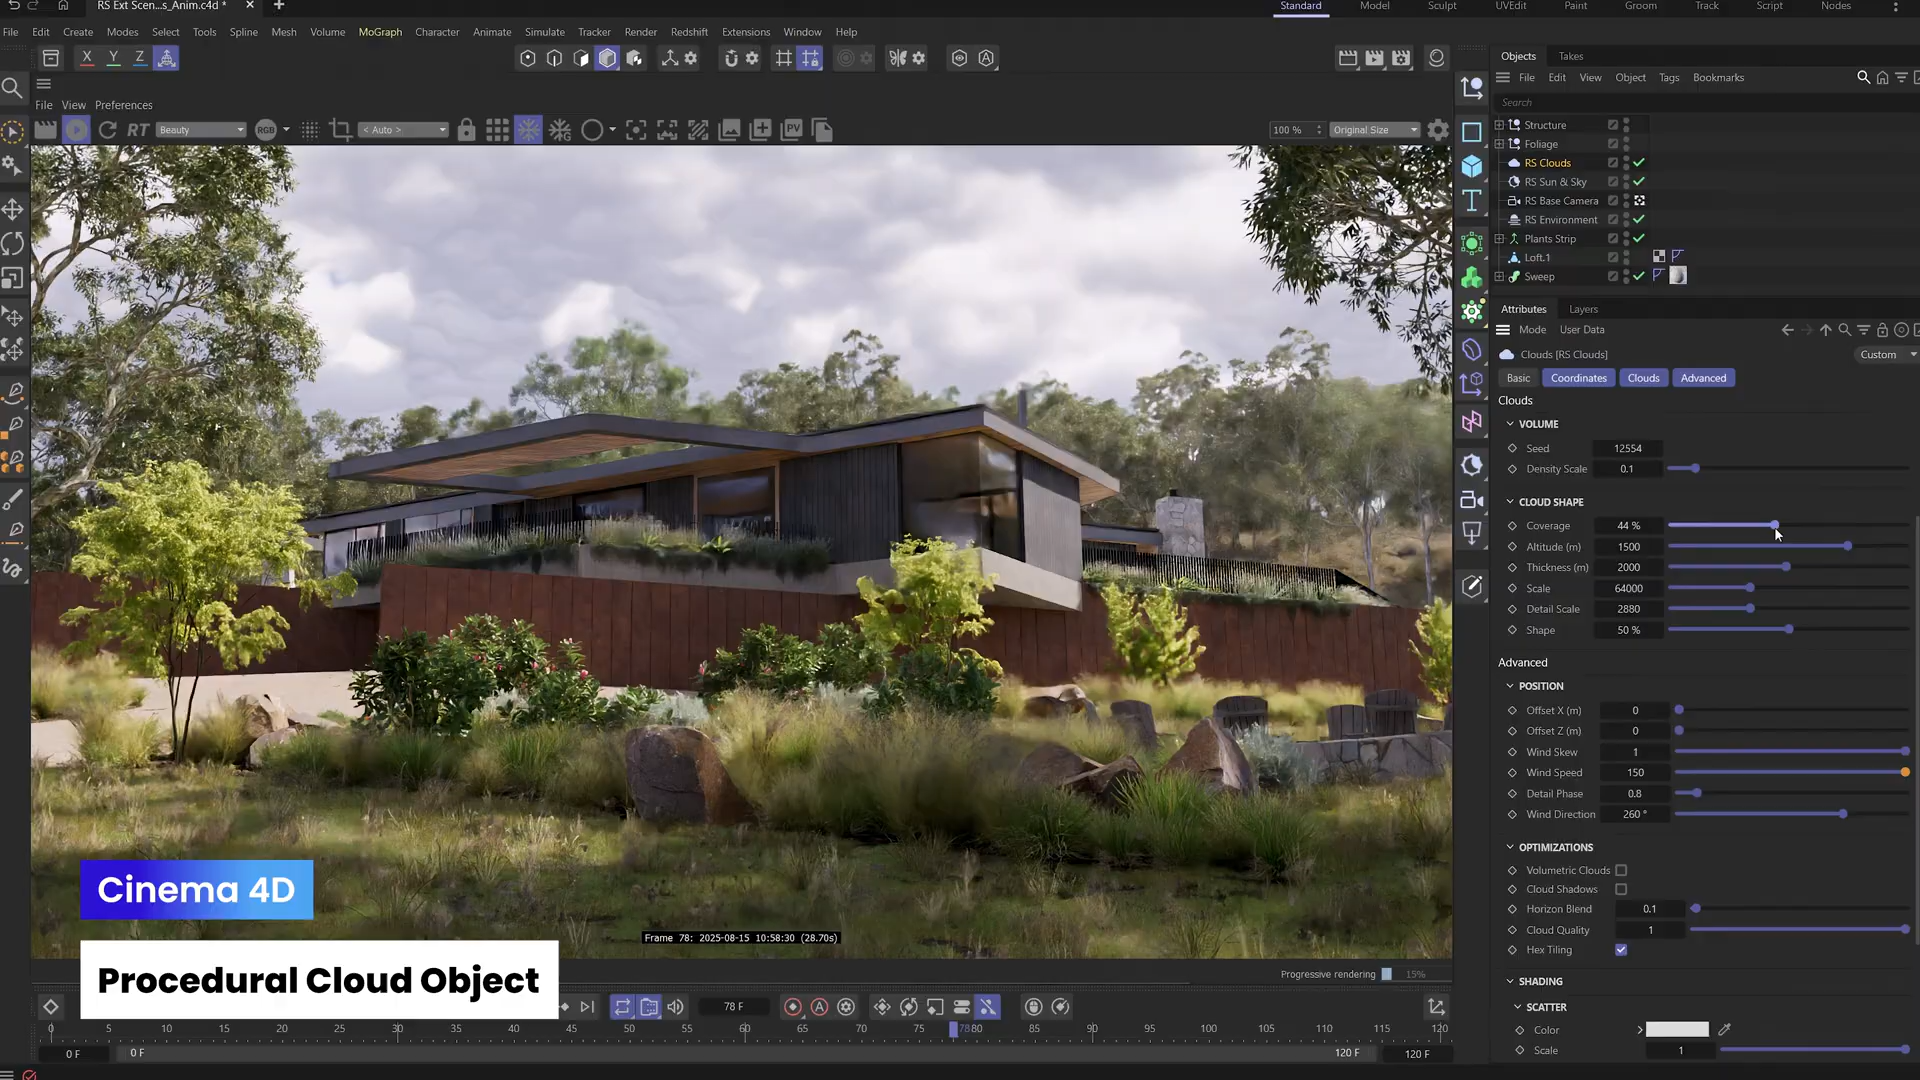 RS Ext Scen...s_Anim.c4d *
Standard Model Sculpt UVEdit Paint Groom Track Script Nodes
File Edit Create Modes Select Tools Spline Mesh Volume MoGraph Character Animate Simulate Tracker Render Redshift Extensions Window Help
X Y Z
File View Preferences
RT Beauty RGB < Auto > PV 100 % Original Size
Objects Takes
File Edit View Object Tags Bookmarks
Search
Structure
Foliage
RS Clouds
RS Sun & Sky
RS Base Camera
RS Environment
Plants Strip
Loft.1
Sweep
Attributes Layers
Mode User Data
Clouds [RS Clouds] Custom
Basic Coordinates Clouds Advanced
Clouds
VOLUME
Seed 12554
Density Scale 0.1
CLOUD SHAPE
Coverage 44 %
Altitude (m) 1500
Thickness (m) 2000
Scale 64000
Detail Scale 2880
Shape 50 %
Advanced
POSITION
Offset X (m) 0
Offset Z (m) 0
Wind Skew 1
Wind Speed 150
Detail Phase 0.8
Wind Direction 260 °
OPTIMIZATIONS
Volumetric Clouds
Cloud Shadows
Horizon Blend 0.1
Cloud Quality 1
Hex Tiling
SHADING
SCATTER
Color
Scale 1
Cinema 4D
Procedural Cloud Object
Frame 78: 2025-08-15 10:58:30 (28.70s)
Progressive rendering 15%
78 F
0 5 10 15 20 25 30 35 40 45 50 55 60 65 70 75 78 80 85 90 95 100 105 110 115 120
0 F 0 F 120 F 120 F